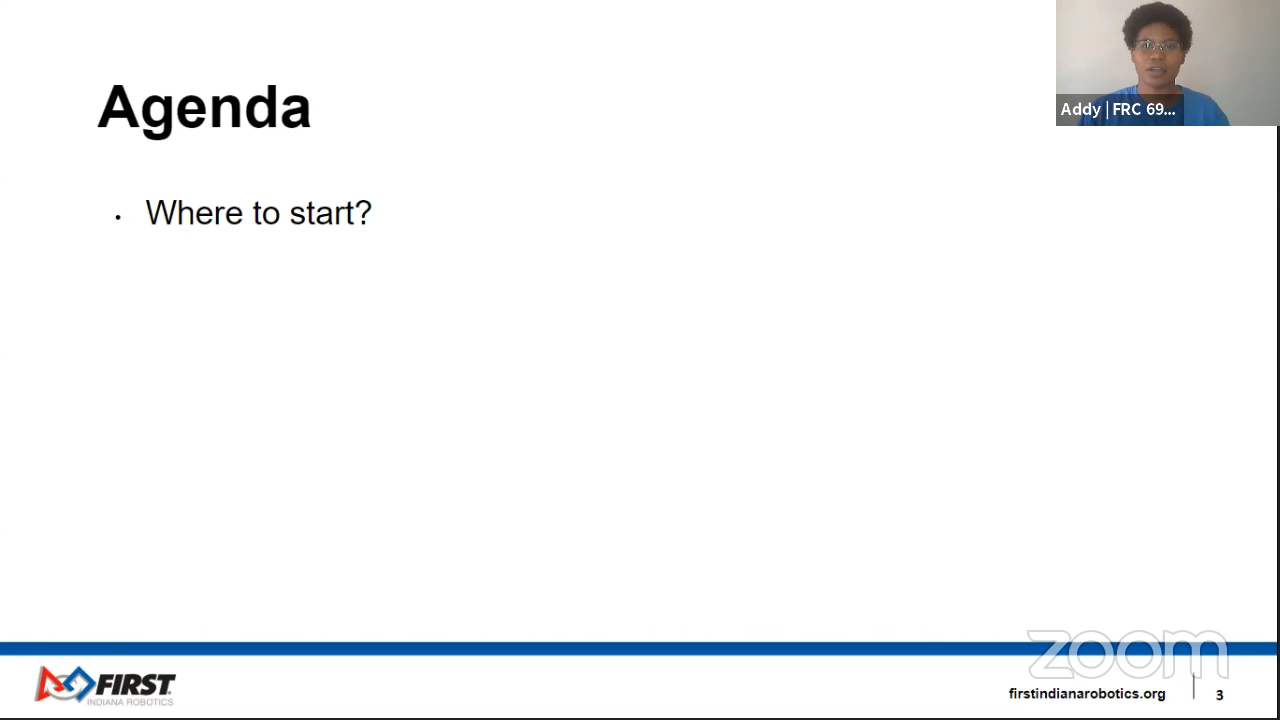 Agenda
Addy | FRC 69...
• Where to start?
zoom
FIRST
INDIANA ROBOTICS
firstindianarobotics.org
3